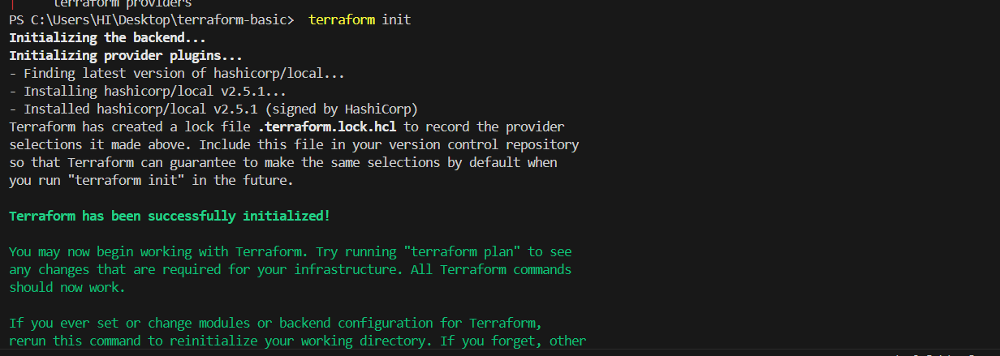 terraform providers
PS C:\Users\HI\Desktop\terraform-basic>  terraform init
Initializing the backend...
Initializing provider plugins...
- Finding latest version of hashicorp/local...
- Installing hashicorp/local v2.5.1...
- Installed hashicorp/local v2.5.1 (signed by HashiCorp)
Terraform has created a lock file .terraform.lock.hcl to record the provider
selections it made above. Include this file in your version control repository
so that Terraform can guarantee to make the same selections by default when
you run "terraform init" in the future.

Terraform has been successfully initialized!

You may now begin working with Terraform. Try running "terraform plan" to see
any changes that are required for your infrastructure. All Terraform commands
should now work.

If you ever set or change modules or backend configuration for Terraform,
rerun this command to reinitialize your working directory. If you forget, other